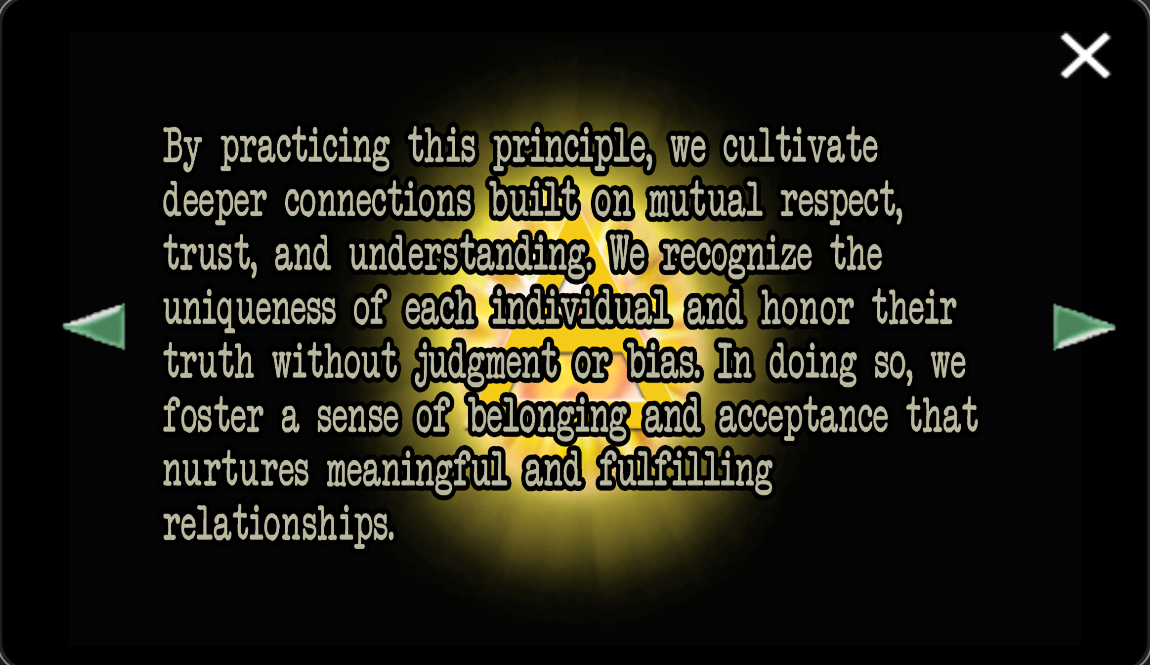 By practicing this principle, we cultivate
deeper connections built on mutual respect,
trust, and understanding. We recognize the
uniqueness of each individual and honor their
truth without judgment or bias. In doing so, we
foster a sense of belonging and acceptance that
nurtures meaningful and fulfilling
relationships.